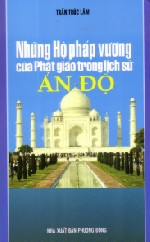 TRẦN TRÚC LÂM
Những Hộ pháp vương
của Phật giáo trong lịch sử
ẤN ĐỘ
NHÀ XUẤT BẢN PHƯƠNG ĐÔNG